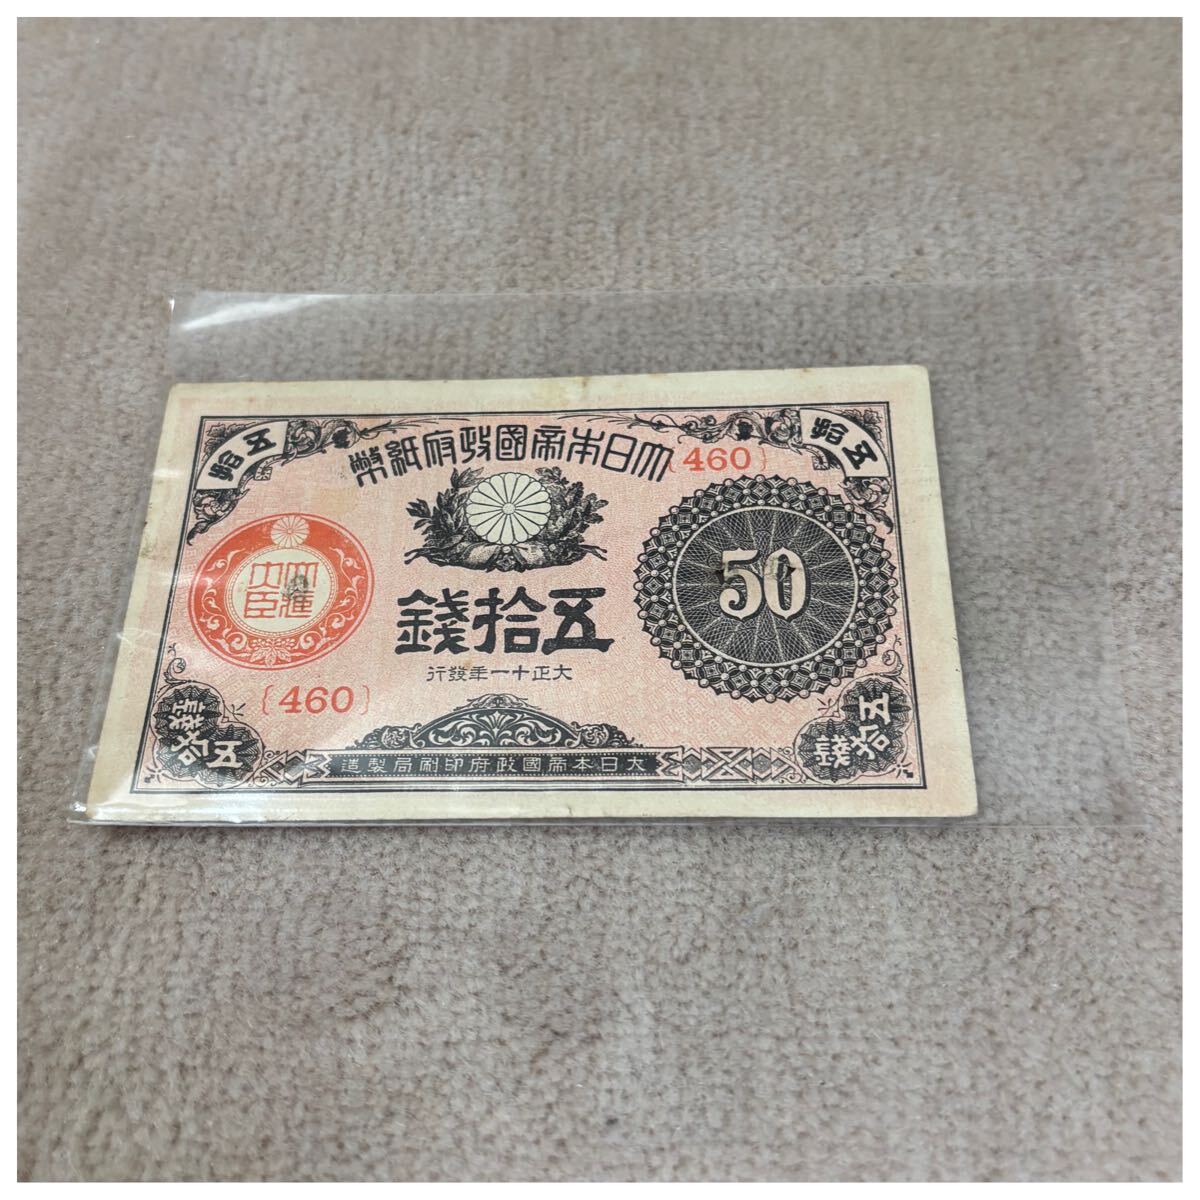 大日本帝國政府紙幣
{460}
五拾
五拾
50
大藏大臣
五拾錢
大正十一年發行
{460}
五拾錢
五拾錢
大日本帝國政府印刷局製造